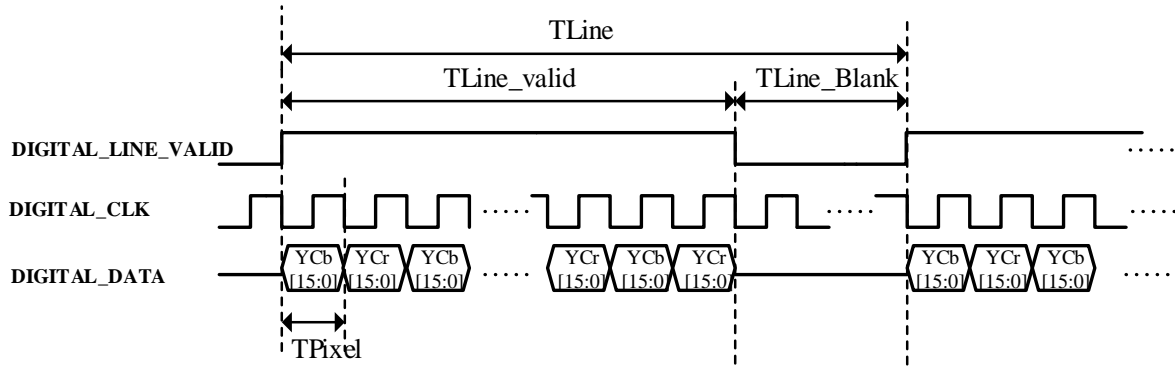 TLine
TLine_valid TLine_Blank
DIGITAL_LINE_VALID ·····
DIGITAL_CLK ····· ····· ·····
DIGITAL_DATA YCb [15:0] YCr [15:0] YCb [15:0] ····· YCr [15:0] YCb [15:0] YCr [15:0] YCb [15:0] YCr [15:0] YCb [15:0] ·····
TPixel